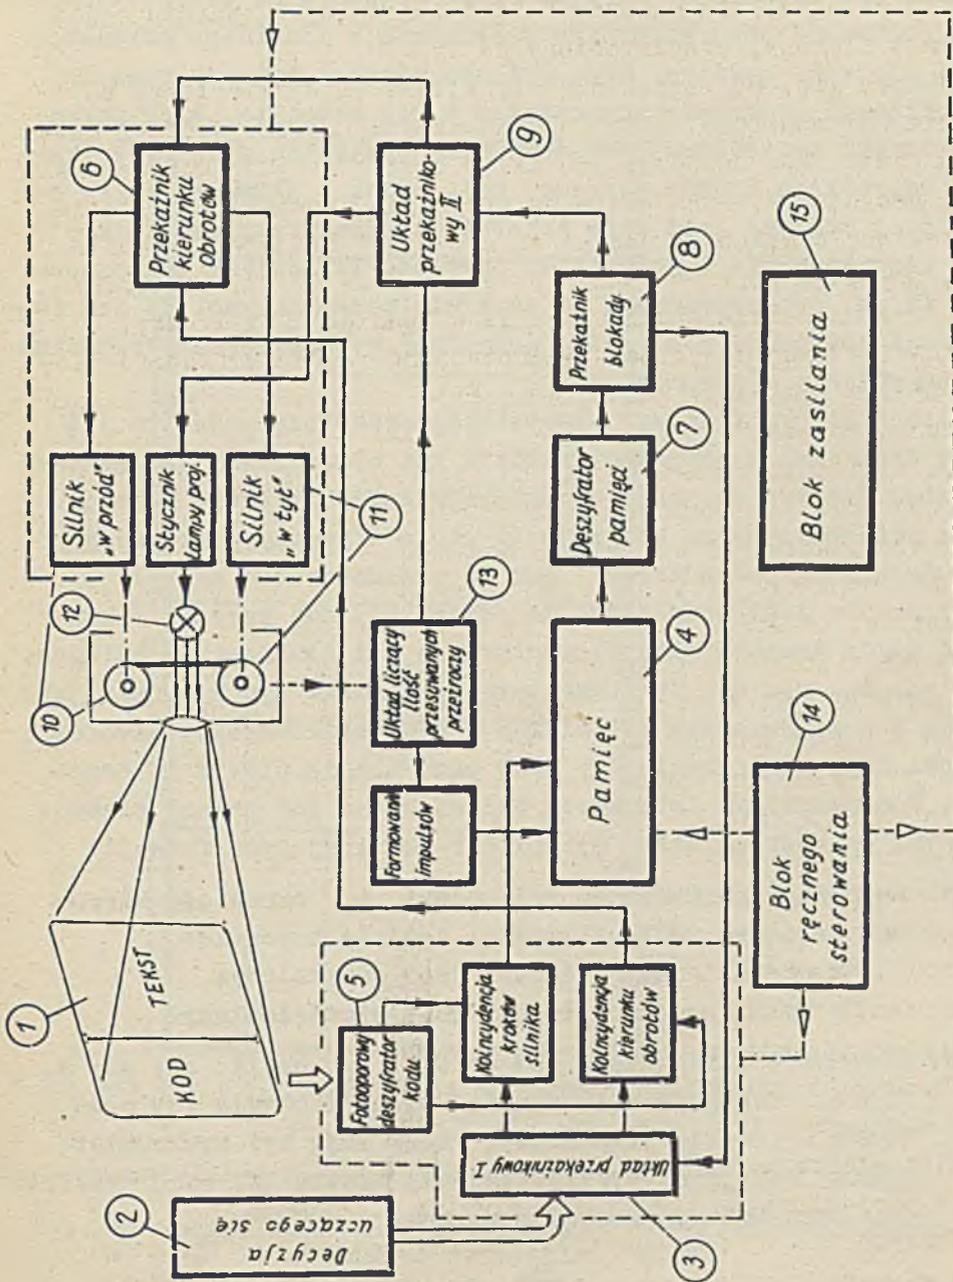 1
TEKST
KOD
2
Decyzja
uczącego się
3
Układ przekaźnikowy I
5
Fotooporowy
deszyfrator
kodu
Koincydencja
kroków
silnika
Koincydencja
kierunku
obrotów
10
12
11
Silnik
„w przód"
Stycznik
lampy proj.
Silnik
„w tył"
6
Przekaźnik
kierunku
obrotów
Formowanie
impulsów
13
Układ liczący
ilość
przesuwanych
przeźroczy
9
Układ
przekaźniko-
wy II
4
Pamięć
7
Deszyfrator
pamięci
8
Przekaźnik
blokady
14
Blok
ręcznego
sterowania
15
Blok zasilania